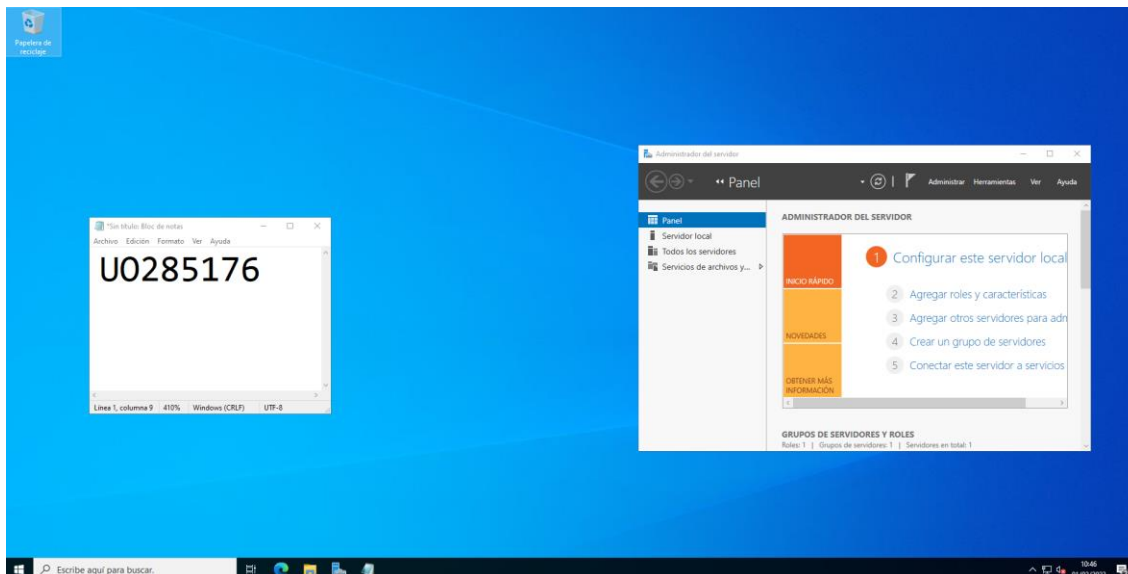 Papelera de
reciclaje
*Sin título: Bloc de notas
Archivo Edición Formato Ver Ayuda
UO285176
Línea 1, columna 9 410% Windows (CRLF) UTF-8
Administrador del servidor
Panel
Administrar Herramientas Ver Ayuda
Panel
Servidor local
Todos los servidores
Servicios de archivos y...
ADMINISTRADOR DEL SERVIDOR
INICIO RÁPIDO
NOVEDADES
OBTENER MÁS
INFORMACIÓN
1 Configurar este servidor local
2 Agregar roles y características
3 Agregar otros servidores para adn
4 Crear un grupo de servidores
5 Conectar este servidor a servicios
GRUPOS DE SERVIDORES Y ROLES
Roles: 1 | Grupos de servidores: 1 | Servidores en total: 1
Escribe aquí para buscar.
10:46